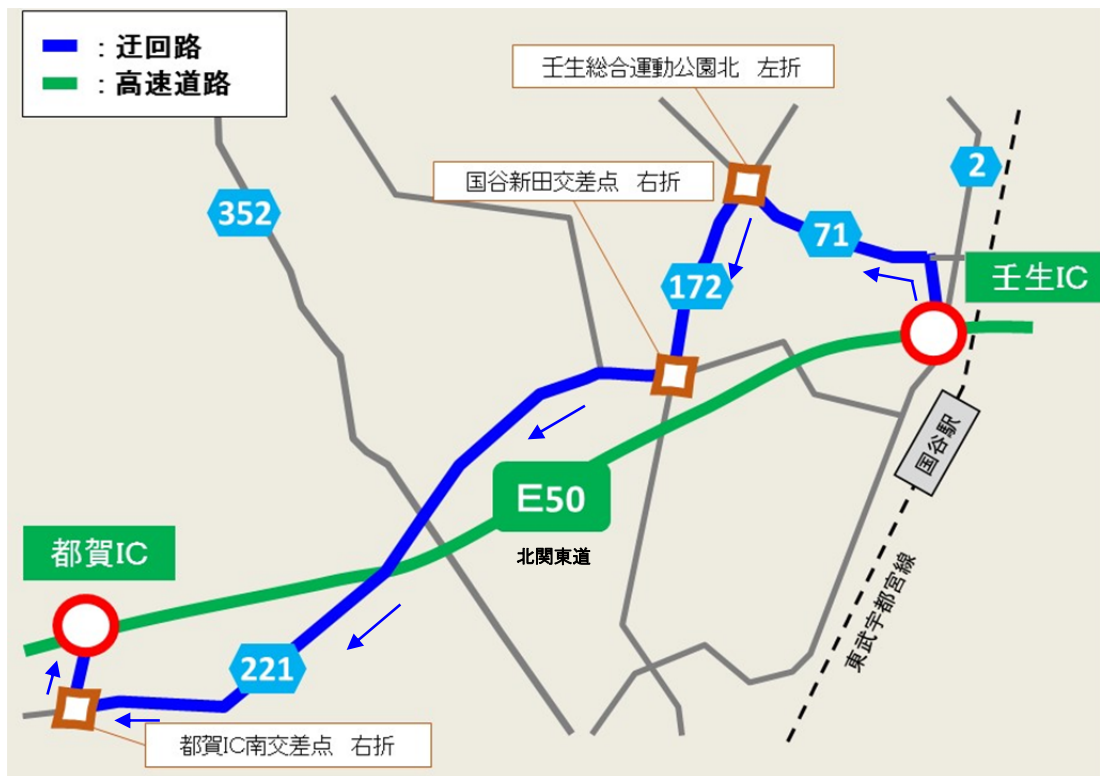 ：迂回路
：高速道路
壬生総合運動公園北　左折
国谷新田交差点　右折
2
352
71
172
壬生IC
国谷駅
E50
北関東道
都賀IC
東武宇都宮線
221
都賀IC南交差点　右折